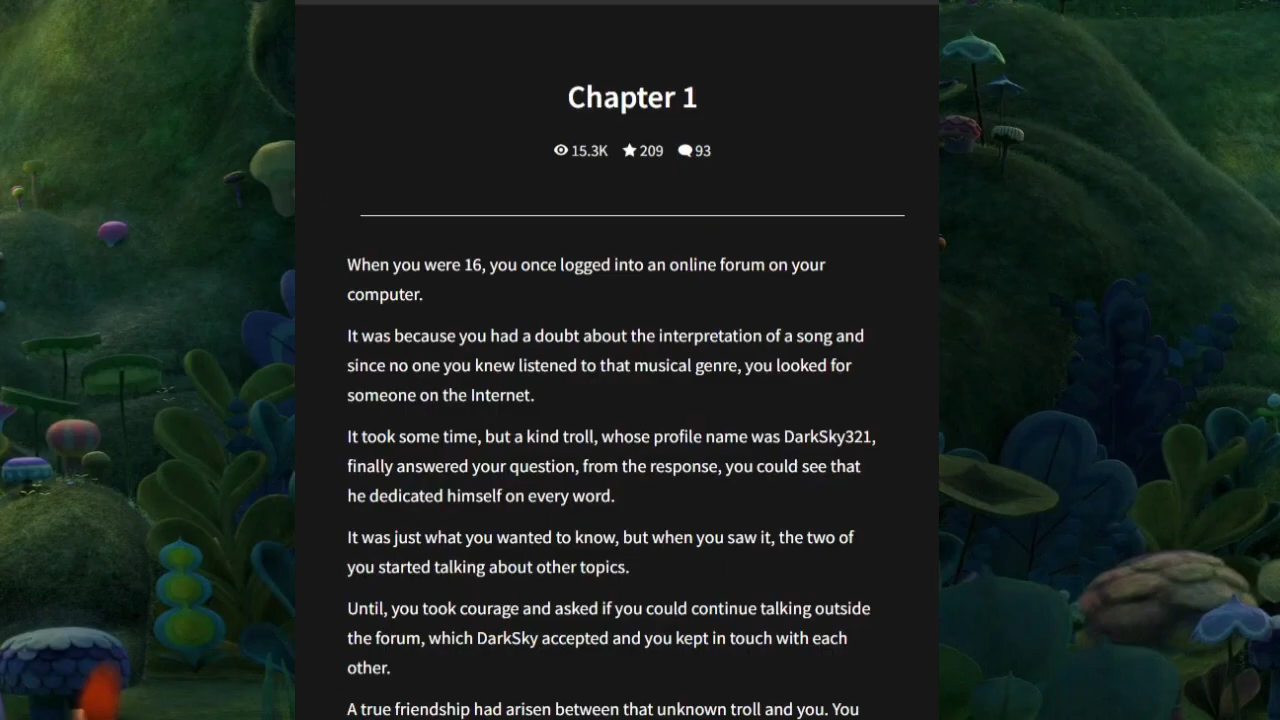 Chapter 1
15.3K 209 93
When you were 16, you once logged into an online forum on your
computer.
It was because you had a doubt about the interpretation of a song and
since no one you knew listened to that musical genre, you looked for
someone on the Internet.
It took some time, but a kind troll, whose profile name was DarkSky321,
finally answered your question, from the response, you could see that
he dedicated himself on every word.
It was just what you wanted to know, but when you saw it, the two of
you started talking about other topics.
Until, you took courage and asked if you could continue talking outside
the forum, which DarkSky accepted and you kept in touch with each
other.
A true friendship had arisen between that unknown troll and you. You